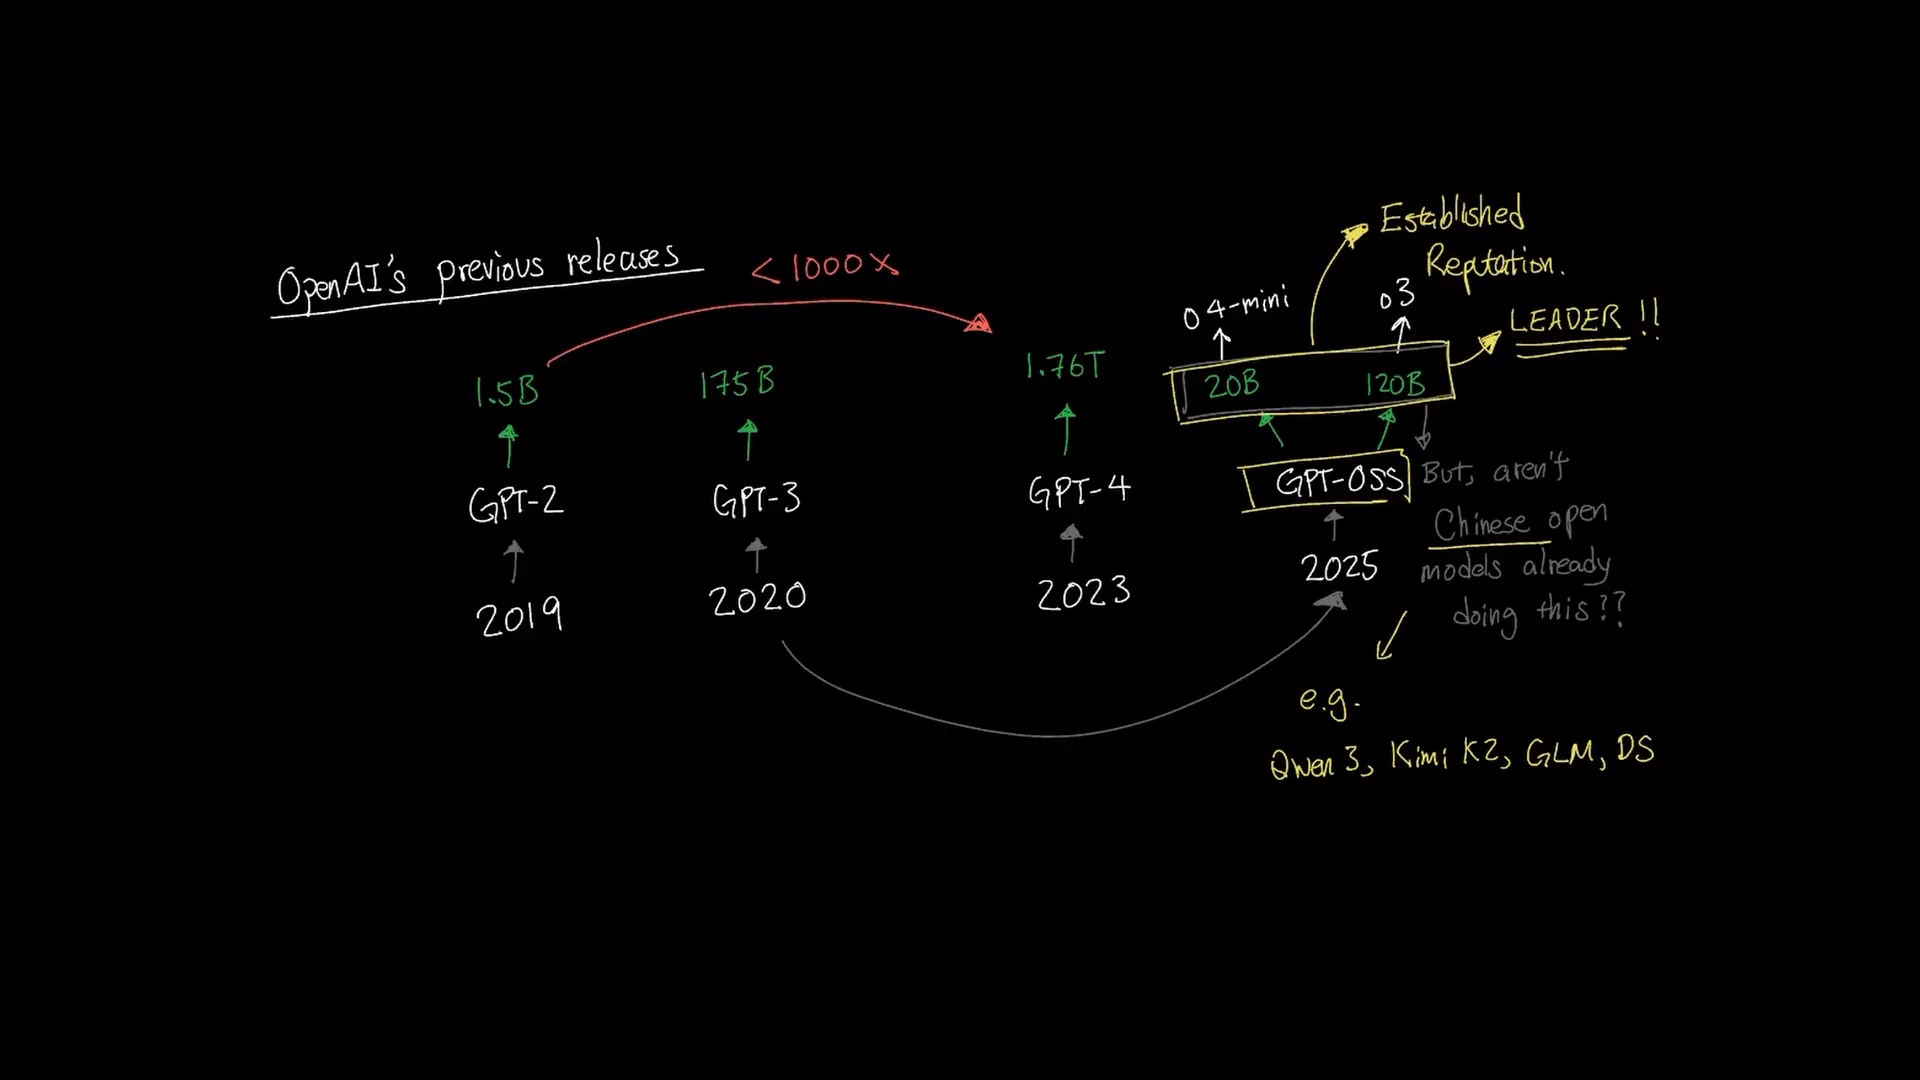 OpenAI's previous releases
< 1000x
1.5B
175B
1.76T
GPT-2
GPT-3
GPT-4
2019
2020
2023
o4-mini
o3
20B
120B
GPT-OSS
2025
Established
Reputation.
LEADER !!
But, aren't
Chinese open
models already
doing this??
e.g.
Qwen 3, Kimi K2, GLM, DS